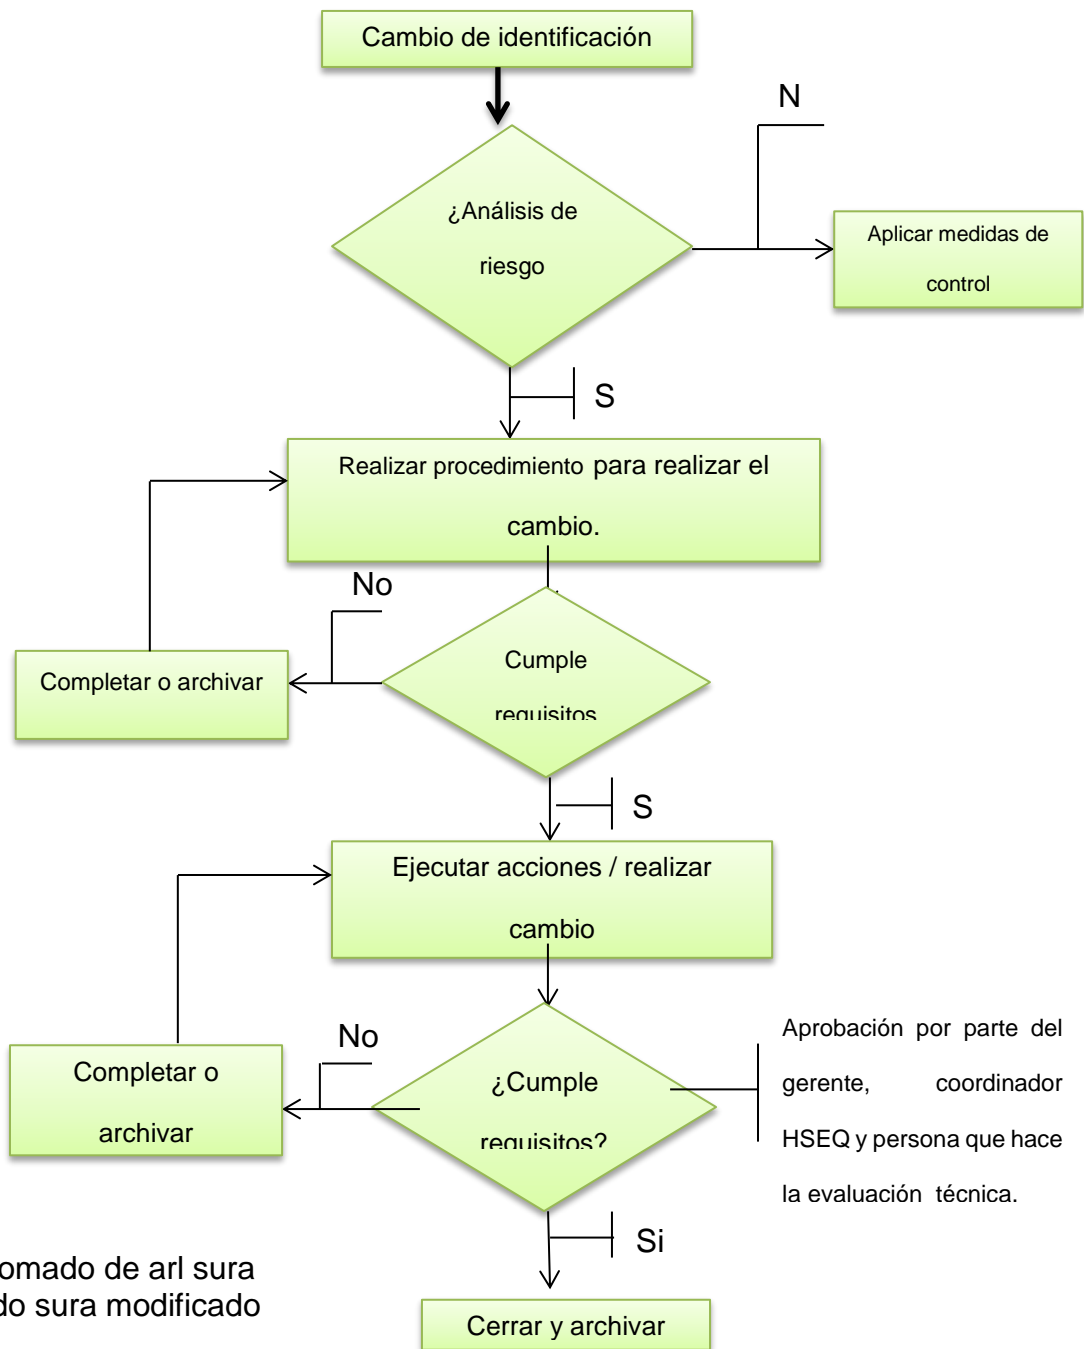 Cambio de identificación
N
¿Análisis de
riesgo
Aplicar medidas de
control
S
Realizar procedimiento para realizar el
cambio.
No
Cumple
requisitos
Completar o archivar
S
Ejecutar acciones / realizar
cambio
No
¿Cumple
requisitos?
Completar o
archivar
Aprobación por parte del
gerente, coordinador
HSEQ y persona que hace
la evaluación técnica.
Si
omado de arl sura
do sura modificado
Cerrar y archivar